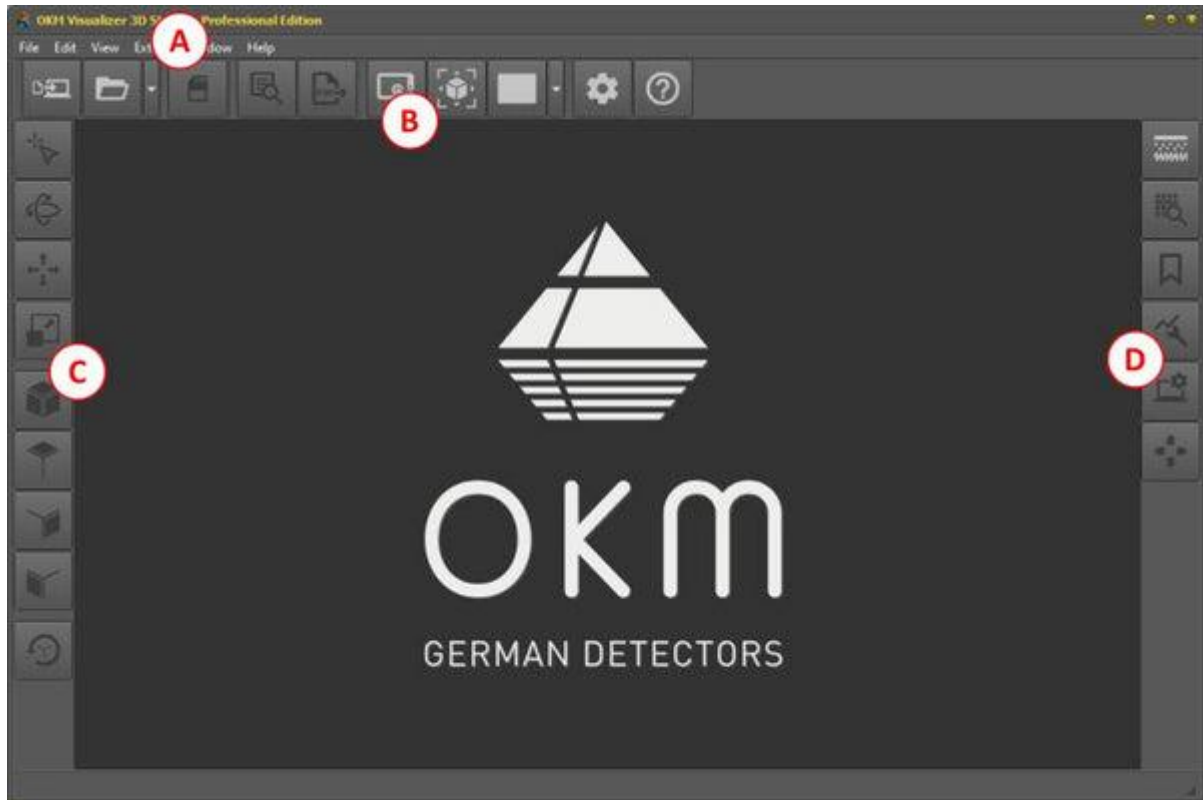 OKM Visualizer 3D Professional Edition
File Edit View Help
A
B
C
D
OKM
GERMAN DETECTORS